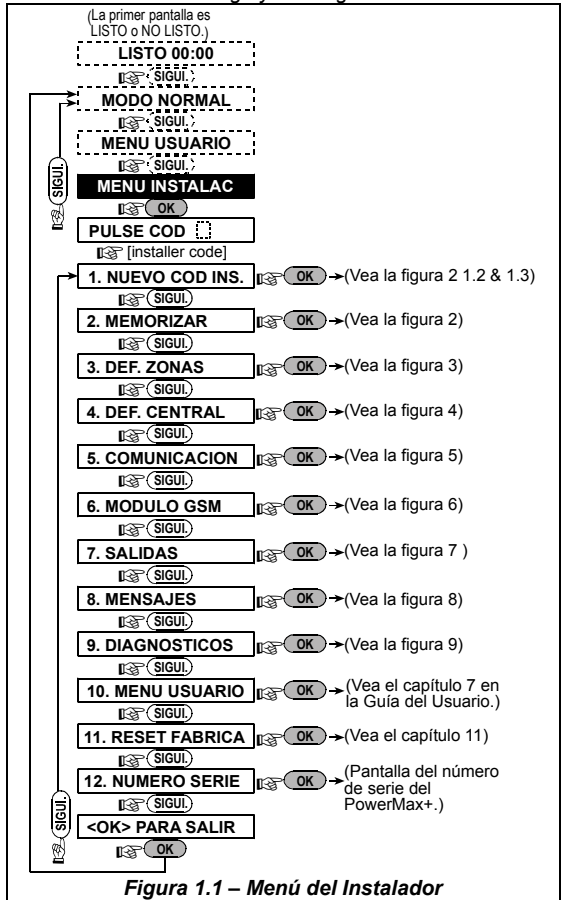 (La primer pantalla es
LISTO o NO LISTO.)
LISTO 00:00
SIGUI.
MODO NORMAL
SIGUI.
MENU USUARIO
SIGUI.
MENU INSTALAC
OK
SIGUI.
PULSE COD
[installer code]
1. NUEVO COD INS. OK (Vea la figura 2 1.2 & 1.3)
SIGUI.
2. MEMORIZAR OK (Vea la figura 2)
SIGUI.
3. DEF. ZONAS OK (Vea la figura 3)
SIGUI.
4. DEF. CENTRAL OK (Vea la figura 4)
SIGUI.
5. COMUNICACION OK (Vea la figura 5)
SIGUI.
6. MODULO GSM OK (Vea la figura 6)
SIGUI.
7. SALIDAS OK (Vea la figura 7 )
SIGUI.
8. MENSAJES OK (Vea la figura 8)
SIGUI.
9. DIAGNOSTICOS OK (Vea la figura 9)
SIGUI.
10. MENU USUARIO OK (Vea el capítulo 7 en
la Guía del Usuario.)
SIGUI.
11. RESET FABRICA OK (Vea el capítulo 11)
SIGUI.
12. NUMERO SERIE OK (Pantalla del número
de serie del
PowerMax+.)
SIGUI.
SIGUI.
<OK> PARA SALIR
OK
Figura 1.1 – Menú del Instalador